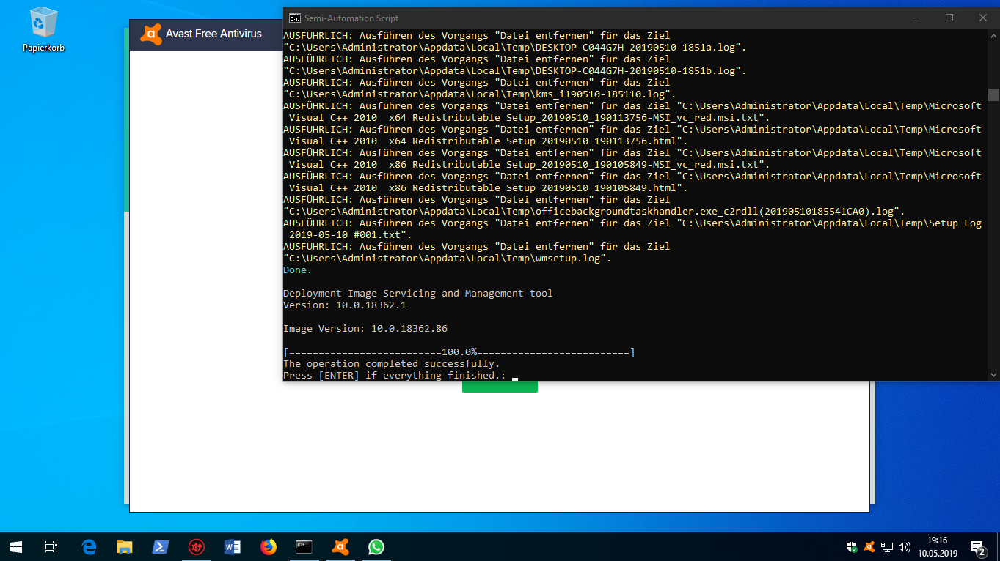 Papierkorb
Avast Free Antivirus
Semi-Automation Script
AUSFÜHRLICH: Ausführen des Vorgangs "Datei entfernen" für das Ziel
"C:\Users\Administrator\Appdata\Local\Temp\DESKTOP-C044G7H-20190510-1851a.log".
AUSFÜHRLICH: Ausführen des Vorgangs "Datei entfernen" für das Ziel
"C:\Users\Administrator\Appdata\Local\Temp\DESKTOP-C044G7H-20190510-1851b.log".
AUSFÜHRLICH: Ausführen des Vorgangs "Datei entfernen" für das Ziel
"C:\Users\Administrator\Appdata\Local\Temp\kms_i190510-185110.log".
AUSFÜHRLICH: Ausführen des Vorgangs "Datei entfernen" für das Ziel "C:\Users\Administrator\Appdata\Local\Temp\Microsoft
Visual C++ 2010  x64 Redistributable Setup_20190510_190113756-MSI_vc_red.msi.txt".
AUSFÜHRLICH: Ausführen des Vorgangs "Datei entfernen" für das Ziel "C:\Users\Administrator\Appdata\Local\Temp\Microsoft
Visual C++ 2010  x64 Redistributable Setup_20190510_190113756.html".
AUSFÜHRLICH: Ausführen des Vorgangs "Datei entfernen" für das Ziel "C:\Users\Administrator\Appdata\Local\Temp\Microsoft
Visual C++ 2010  x86 Redistributable Setup_20190510_190105849-MSI_vc_red.msi.txt".
AUSFÜHRLICH: Ausführen des Vorgangs "Datei entfernen" für das Ziel "C:\Users\Administrator\Appdata\Local\Temp\Microsoft
Visual C++ 2010  x86 Redistributable Setup_20190510_190105849.html".
AUSFÜHRLICH: Ausführen des Vorgangs "Datei entfernen" für das Ziel
"C:\Users\Administrator\Appdata\Local\Temp\officebackgroundtaskhandler.exe_c2rdll(20190510185541CA0).log".
AUSFÜHRLICH: Ausführen des Vorgangs "Datei entfernen" für das Ziel "C:\Users\Administrator\Appdata\Local\Temp\Setup Log
2019-05-10 #001.txt".
AUSFÜHRLICH: Ausführen des Vorgangs "Datei entfernen" für das Ziel
"C:\Users\Administrator\Appdata\Local\Temp\wmsetup.log".
Done.
Deployment Image Servicing and Management tool
Version: 10.0.18362.1
Image Version: 10.0.18362.86
[==========================100.0%==========================]
The operation completed successfully.
Press [ENTER] if everything finished.:
19:16
10.05.2019
2